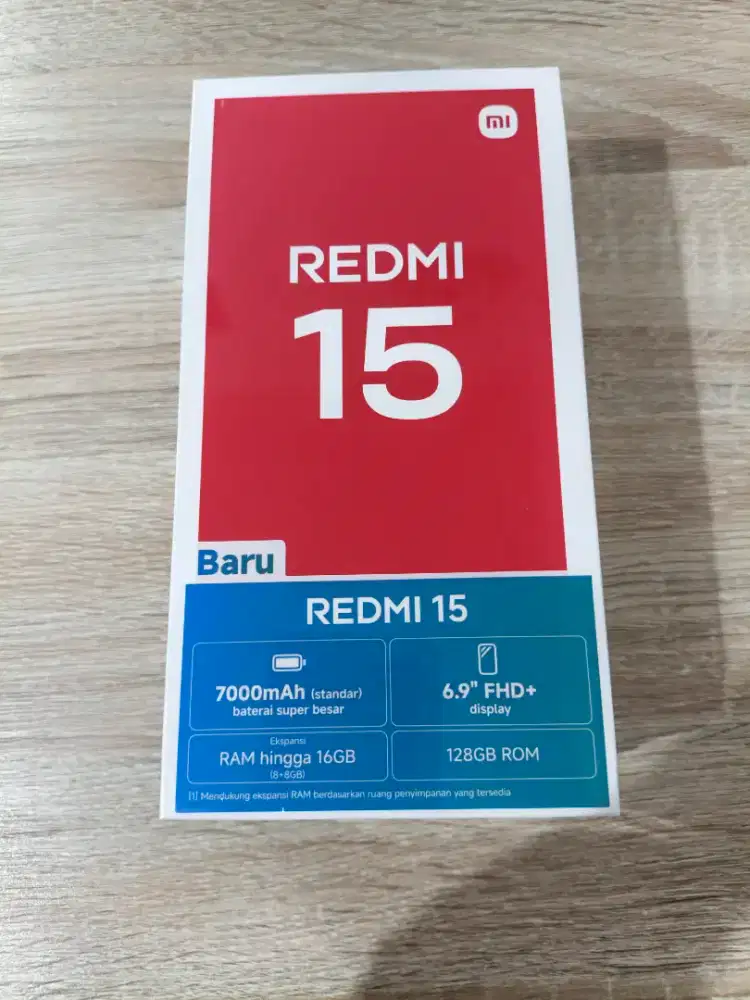 mi
REDMI
15
Baru
REDMI 15
7000mAh (standar)
baterai super besar
6.9" FHD+
display
Ekspansi
RAM hingga 16GB
(8+8GB)
128GB ROM
[1] Mendukung ekspansi RAM berdasarkan ruang penyimpanan yang tersedia